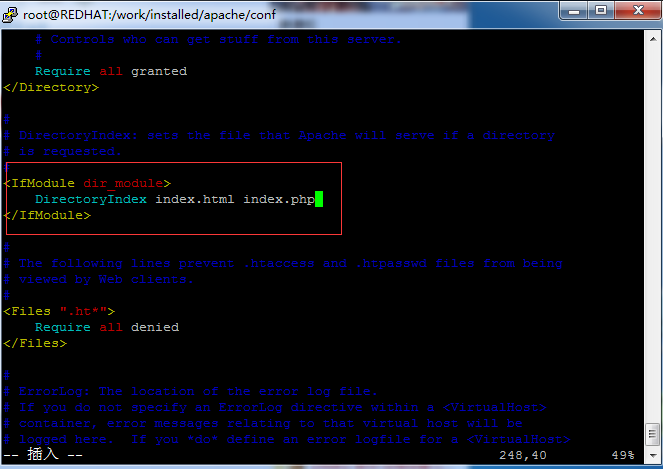 root@REDHAT:/work/installed/apache/conf
# Controls who can get stuff from this server.
#
Require all granted
</Directory>
#
# DirectoryIndex: sets the file that Apache will serve if a directory
# is requested.
#
<IfModule dir_module>
DirectoryIndex index.html index.php
</IfModule>
#
# The following lines prevent .htaccess and .htpasswd files from being
# viewed by Web clients.
#
<Files ".ht*">
Require all denied
</Files>
#
# ErrorLog: The location of the error log file.
# If you do not specify an ErrorLog directive within a <VirtualHost>
# container, error messages relating to that virtual host will be
# logged here.  If you *do* define an error logfile for a <VirtualHost>
-- 插入 -- 248,40 49%